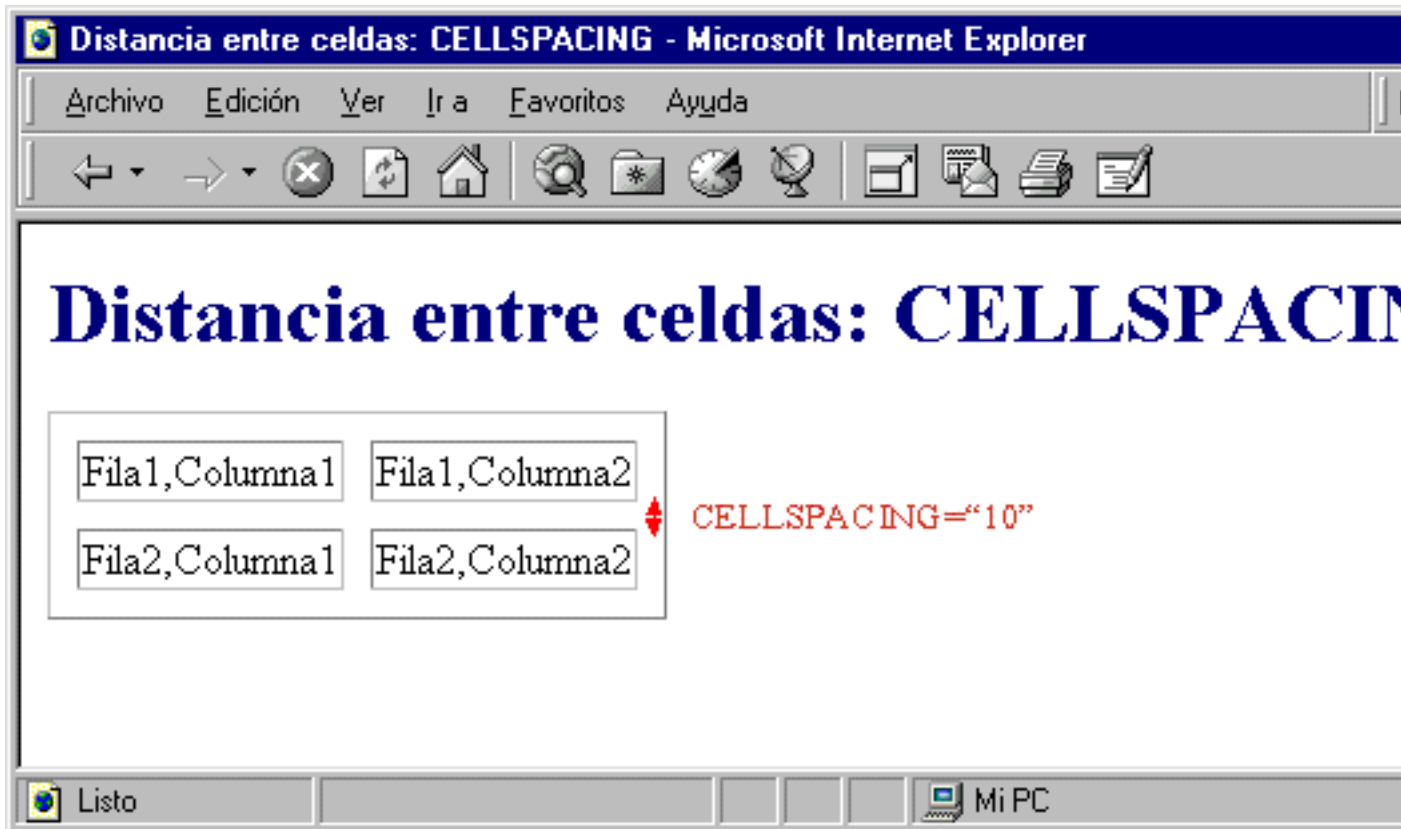 Distancia entre celdas: CELLSPACING - Microsoft Internet Explorer
Archivo Edición Ver Ir a Favoritos Ayuda
Distancia entre celdas: CELLSPACIN
Fila1,Columna1 Fila1,Columna2
CELLSPACING=“10”
Fila2,Columna1 Fila2,Columna2
Listo Mi PC